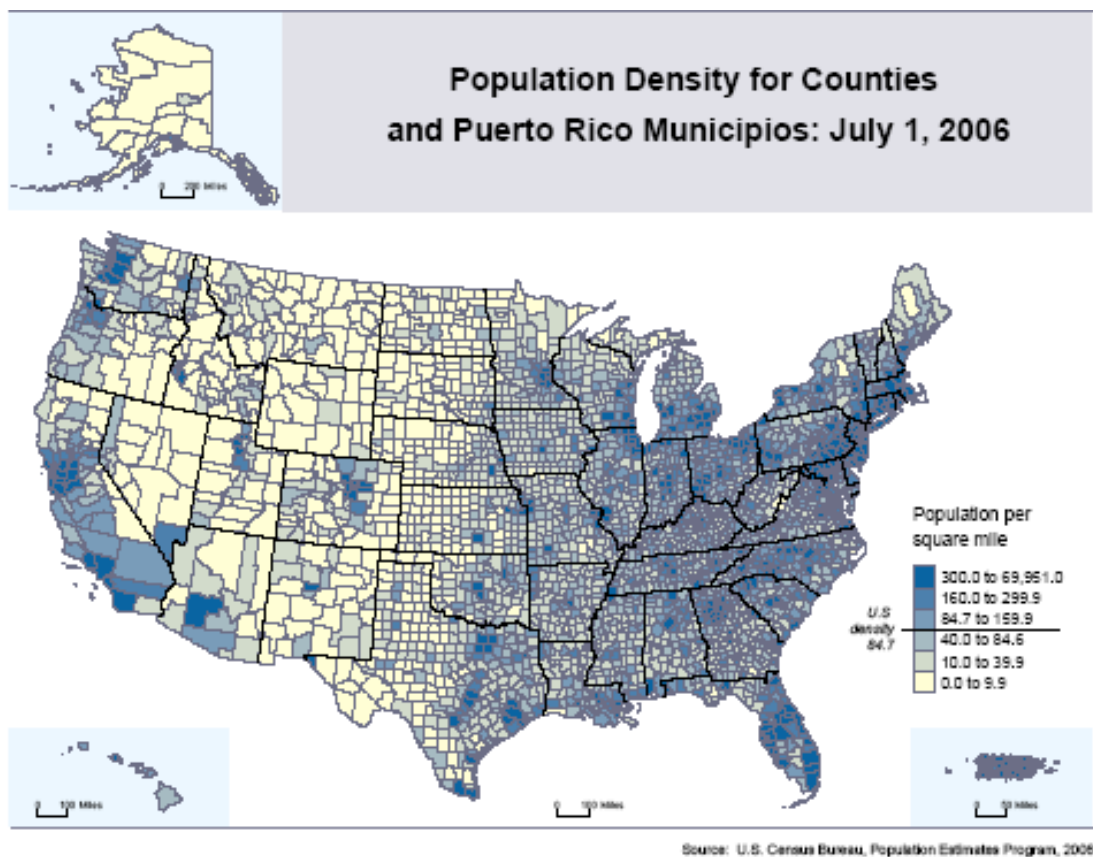 Population Density for Counties
and Puerto Rico Municipios: July 1, 2006
0 200 Miles
Population per
square mile
300.0 to 69,951.0
160.0 to 299.9
84.7 to 159.9
40.0 to 84.6
10.0 to 39.9
0.0 to 9.9
U.S
density
84.7
0 100 Miles
0 100 Miles
0 50 Miles
Source: U.S. Census Bureau, Population Estimates Program, 2006